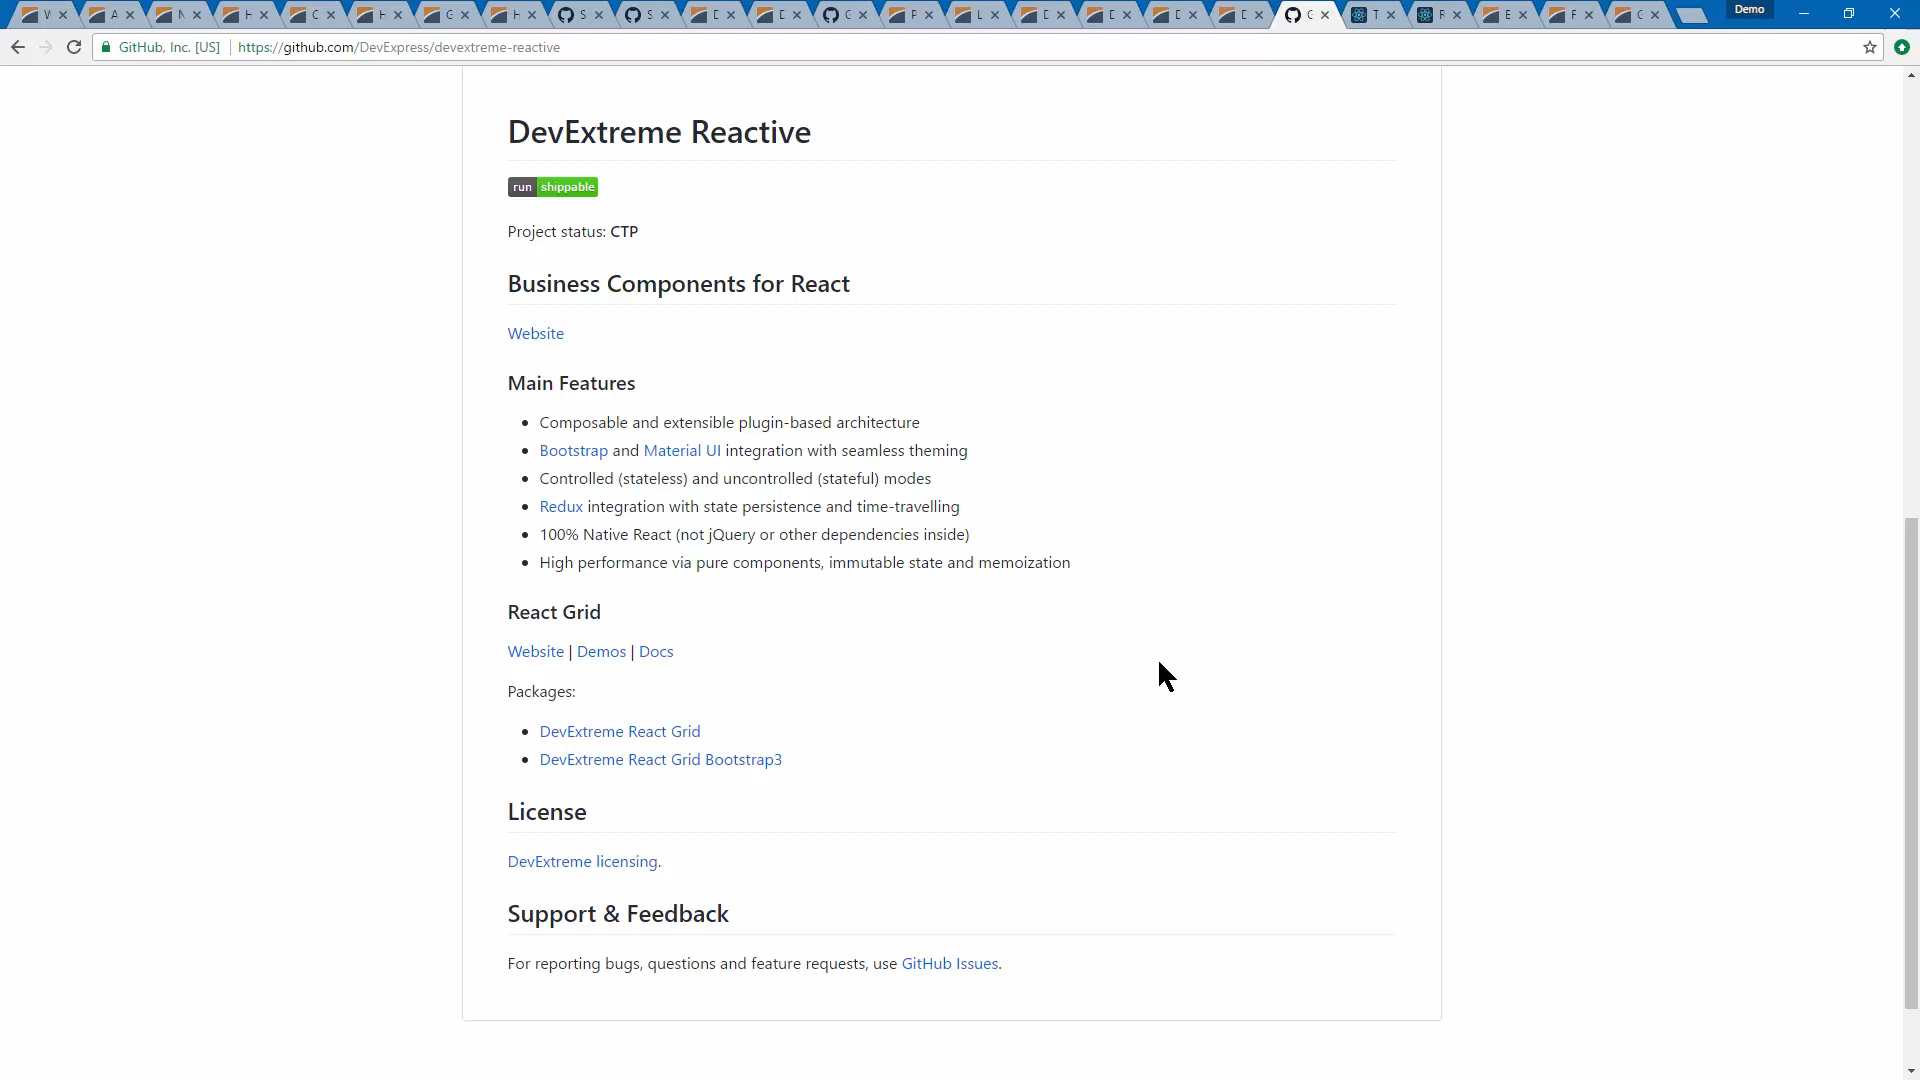 Demo
GitHub, Inc. [US] https://github.com/DevExpress/devextreme-reactive
DevExtreme Reactive
run shippable
Project status: CTP
Business Components for React
Website
Main Features
Composable and extensible plugin-based architecture
Bootstrap and Material UI integration with seamless theming
Controlled (stateless) and uncontrolled (stateful) modes
Redux integration with state persistence and time-travelling
100% Native React (not jQuery or other dependencies inside)
High performance via pure components, immutable state and memoization
React Grid
Website | Demos | Docs
Packages:
DevExtreme React Grid
DevExtreme React Grid Bootstrap3
License
DevExtreme licensing.
Support & Feedback
For reporting bugs, questions and feature requests, use GitHub Issues.